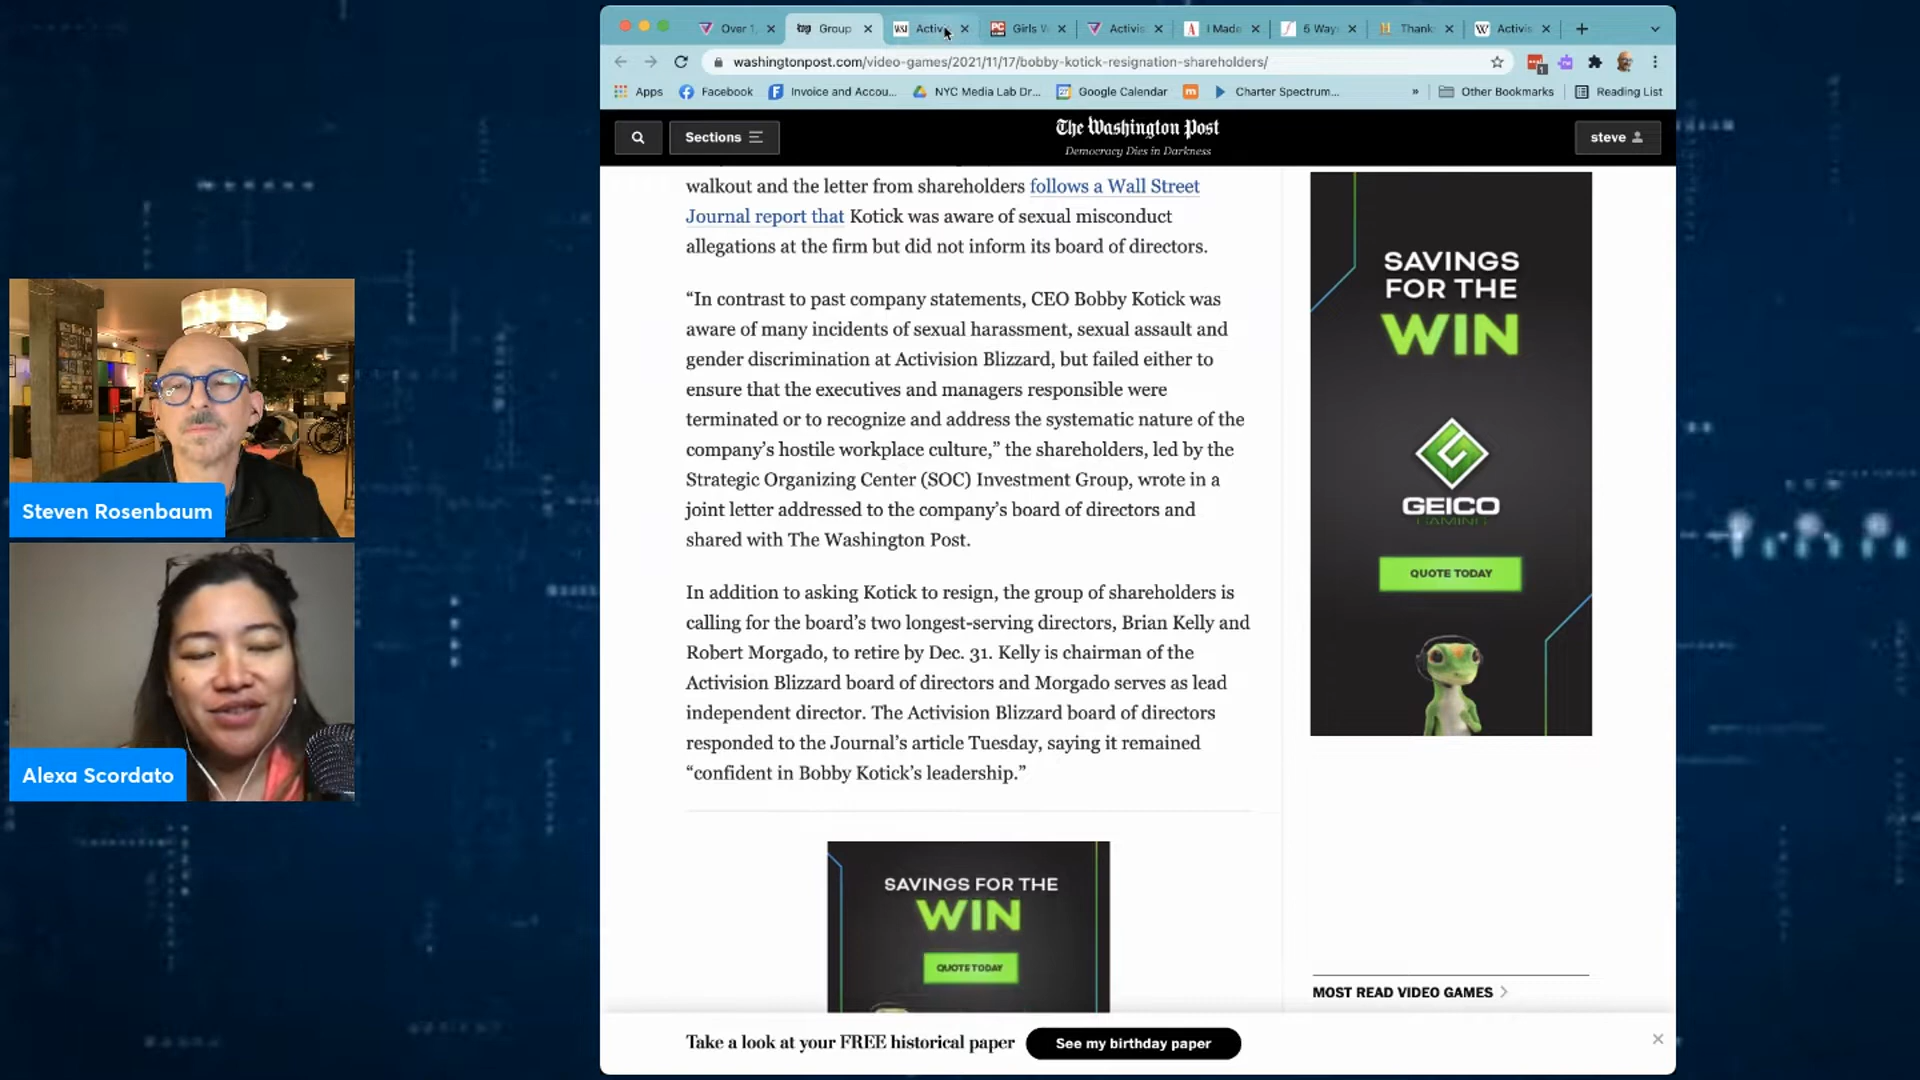 Over 1,
Group
WSJ
Activi
PC
Girls
Activis
I Made
6 Way
Thank
W
Activis
washingtonpost.com/video-games/2021/11/17/bobby-kotick-resignation-shareholders/
Apps
Facebook
Invoice and Accou...
NYC Media Lab Dr...
Google Calendar
Charter Spectrum...
»
Other Bookmarks
Reading List
Sections
The Washington Post
Democracy Dies in Darkness
steve
walkout and the letter from shareholders follows a Wall Street
Journal report that Kotick was aware of sexual misconduct
allegations at the firm but did not inform its board of directors.
“In contrast to past company statements, CEO Bobby Kotick was
aware of many incidents of sexual harassment, sexual assault and
gender discrimination at Activision Blizzard, but failed either to
ensure that the executives and managers responsible were
terminated or to recognize and address the systematic nature of the
company’s hostile workplace culture,” the shareholders, led by the
Strategic Organizing Center (SOC) Investment Group, wrote in a
joint letter addressed to the company’s board of directors and
shared with The Washington Post.
In addition to asking Kotick to resign, the group of shareholders is
calling for the board’s two longest-serving directors, Brian Kelly and
Robert Morgado, to retire by Dec. 31. Kelly is chairman of the
Activision Blizzard board of directors and Morgado serves as lead
independent director. The Activision Blizzard board of directors
responded to the Journal’s article Tuesday, saying it remained
“confident in Bobby Kotick’s leadership.”
SAVINGS FOR THE
WIN
QUOTE TODAY
SAVINGS
FOR THE
WIN
GEICO
GAMING
QUOTE TODAY
MOST READ VIDEO GAMES
Take a look at your FREE historical paper
See my birthday paper
Steven Rosenbaum
Alexa Scordato